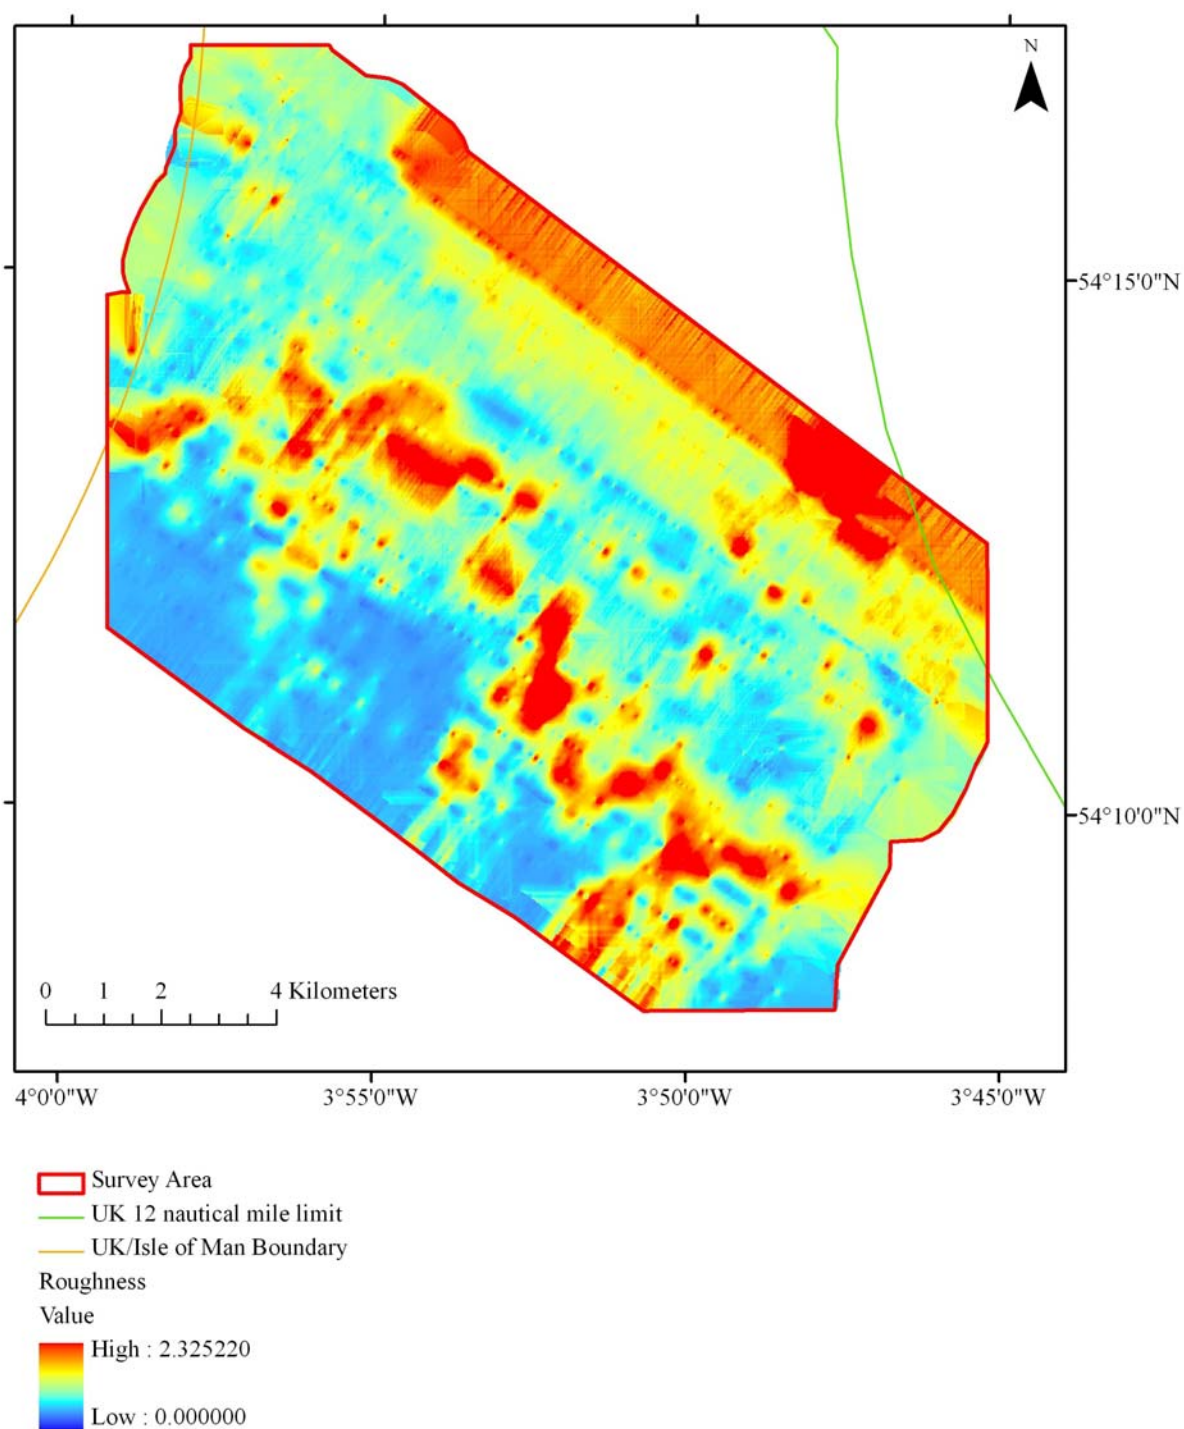 N
54°15'0"N
54°10'0"N
0 1 2 4 Kilometers
4°0'0"W 3°55'0"W 3°50'0"W 3°45'0"W
Survey Area
UK 12 nautical mile limit
UK/Isle of Man Boundary
Roughness
Value
High : 2.325220
Low : 0.000000